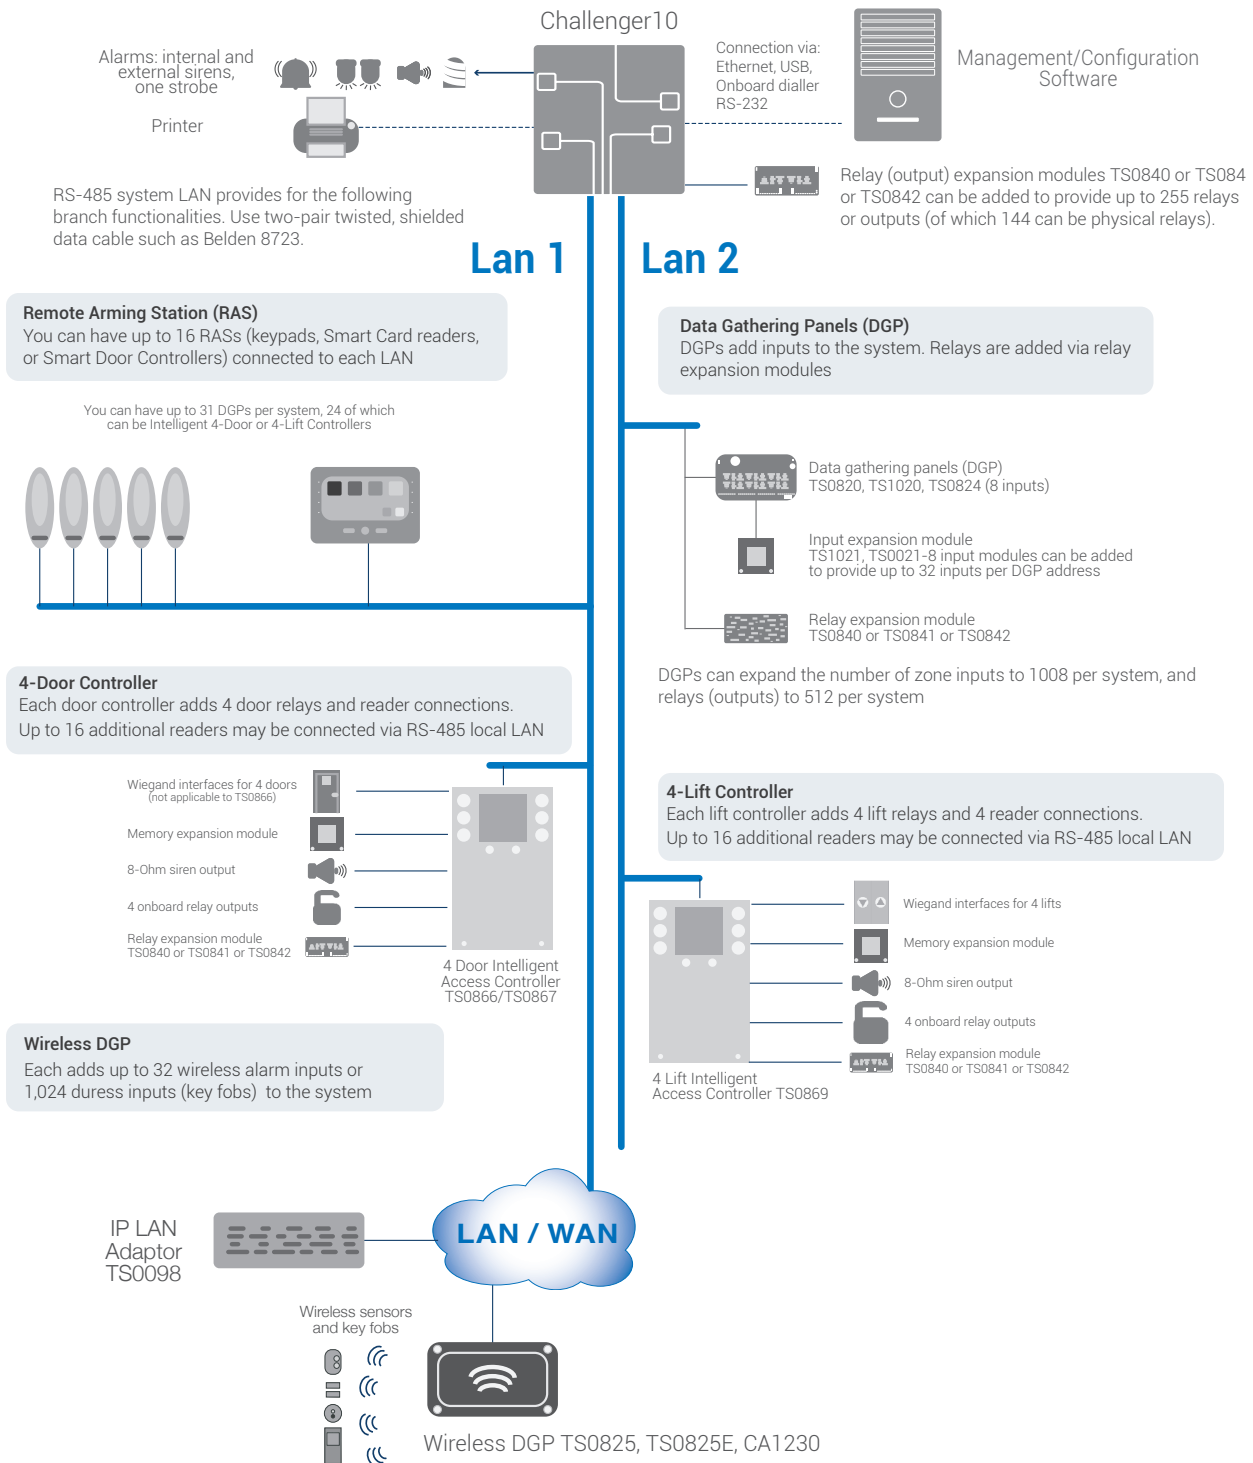 Challenger10
Alarms: internal and
external sirens,
one strobe
Printer
Connection via:
Ethernet, USB,
Onboard dialler
RS-232
Management/Configuration
Software
RS-485 system LAN provides for the following
branch functionalities. Use two-pair twisted, shielded
data cable such as Belden 8723.
Relay (output) expansion modules TS0840 or TS084
or TS0842 can be added to provide up to 255 relays
or outputs (of which 144 can be physical relays).
Lan 1
Lan 2
Remote Arming Station (RAS)
You can have up to 16 RASs (keypads, Smart Card readers,
or Smart Door Controllers) connected to each LAN
You can have up to 31 DGPs per system, 24 of which
can be Intelligent 4-Door or 4-Lift Controllers
Data Gathering Panels (DGP)
DGPs add inputs to the system. Relays are added via relay
expansion modules
Data gathering panels (DGP)
TS0820, TS1020, TS0824 (8 inputs)
Input expansion module
TS1021, TS0021-8 input modules can be added
to provide up to 32 inputs per DGP address
Relay expansion module
TS0840 or TS0841 or TS0842
DGPs can expand the number of zone inputs to 1008 per system, and
relays (outputs) to 512 per system
4-Door Controller
Each door controller adds 4 door relays and reader connections.
Up to 16 additional readers may be connected via RS-485 local LAN
Wiegand interfaces for 4 doors
(not applicable to TS0866)
Memory expansion module
8-Ohm siren output
4 onboard relay outputs
Relay expansion module
TS0840 or TS0841 or TS0842
4 Door Intelligent
Access Controller
TS0866/TS0867
4-Lift Controller
Each lift controller adds 4 lift relays and 4 reader connections.
Up to 16 additional readers may be connected via RS-485 local LAN
Wiegand interfaces for 4 lifts
Memory expansion module
8-Ohm siren output
4 onboard relay outputs
Relay expansion module
TS0840 or TS0841 or TS0842
4 Lift Intelligent
Access Controller TS0869
Wireless DGP
Each adds up to 32 wireless alarm inputs or
1,024 duress inputs (key fobs) to the system
IP LAN
Adaptor
TS0098
LAN / WAN
Wireless sensors
and key fobs
Wireless DGP TS0825, TS0825E, CA1230